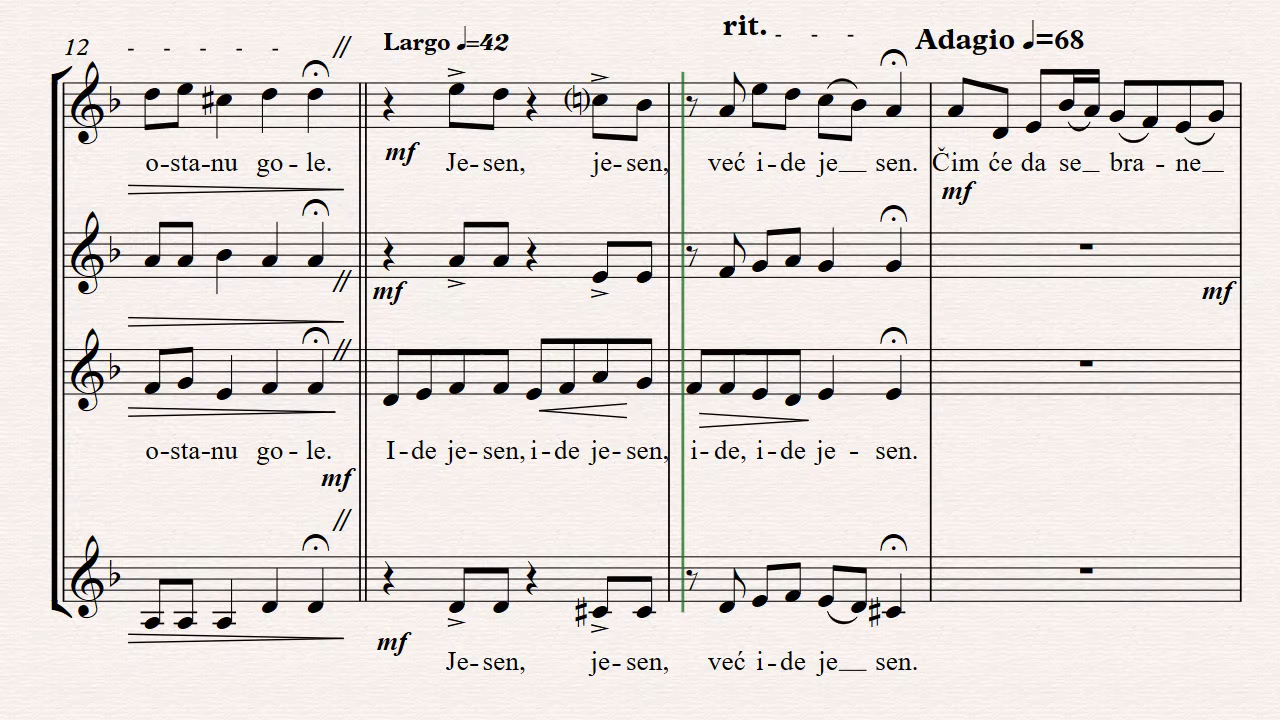 rit. - - -
12 - - - - - // Largo ♩=42 Adagio ♩=68
mf
o-sta-nu go - le. Je-sen, je-sen, već i-de je__ sen. Čim će da se_ bra - ne__
mf
//
mf mf
//
o-sta-nu go - le. I-de je-sen, i-de je-sen, i-de, i-de je - sen.
mf
//
mf
Je-sen, je-sen, već i-de je__ sen.